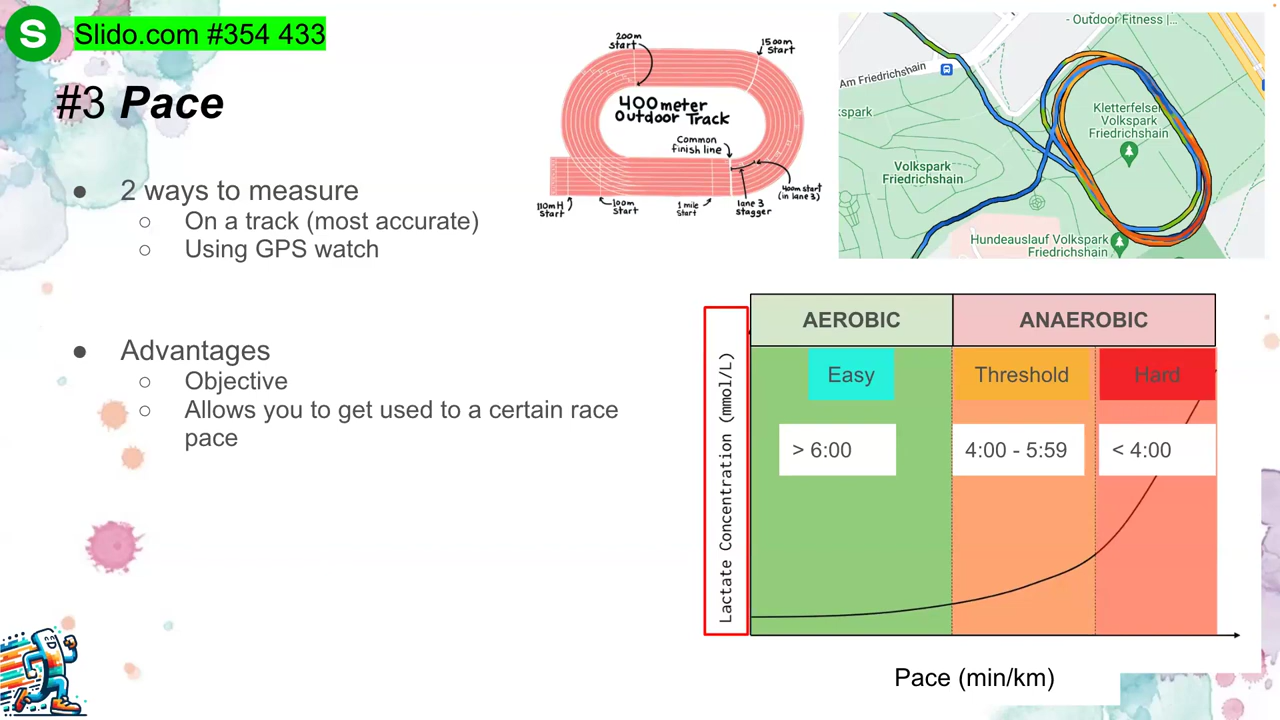 S
Slido.com #354 433
#3 Pace
● 2 ways to measure
○ On a track (most accurate)
○ Using GPS watch
● Advantages
○ Objective
○ Allows you to get used to a certain race
pace
200m
start
1500m
Start
400 meter
Outdoor Track
Common
finish line
110mH
Start
100m
Start
1 mile
Start
lane 3
stagger
400m start
(in lane 3)
- Outdoor Fitness |...
Am Friedrichshain
spark
Volkspark
Friedrichshain
Kletterfelsen
Volkspark
Friedrichshain
Hundeauslauf Volkspark
Friedrichshain
AEROBIC
ANAEROBIC
Easy
Threshold
Hard
> 6:00
4:00 - 5:59
< 4:00
Lactate Concentration (mmol/L)
Pace (min/km)